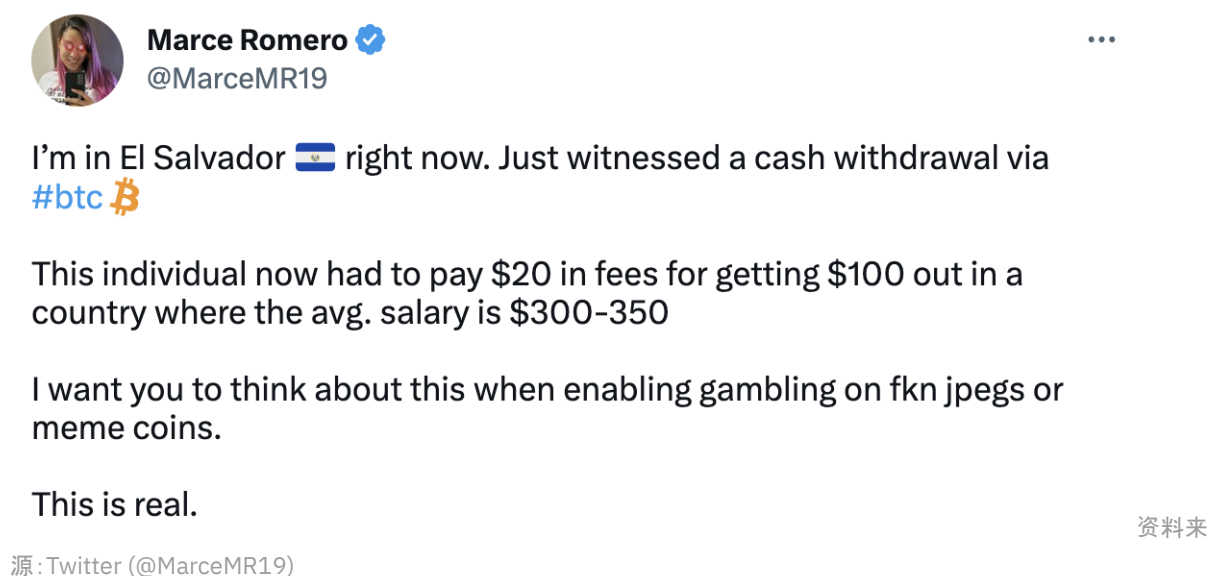 Marce Romero
@MarceMR19
I’m in El Salvador 🇸🇻 right now. Just witnessed a cash withdrawal via
#btc
This individual now had to pay $20 in fees for getting $100 out in a
country where the avg. salary is $300-350
I want you to think about this when enabling gambling on fkn jpegs or
meme coins.
This is real.
资料来
源：Twitter (@MarceMR19)